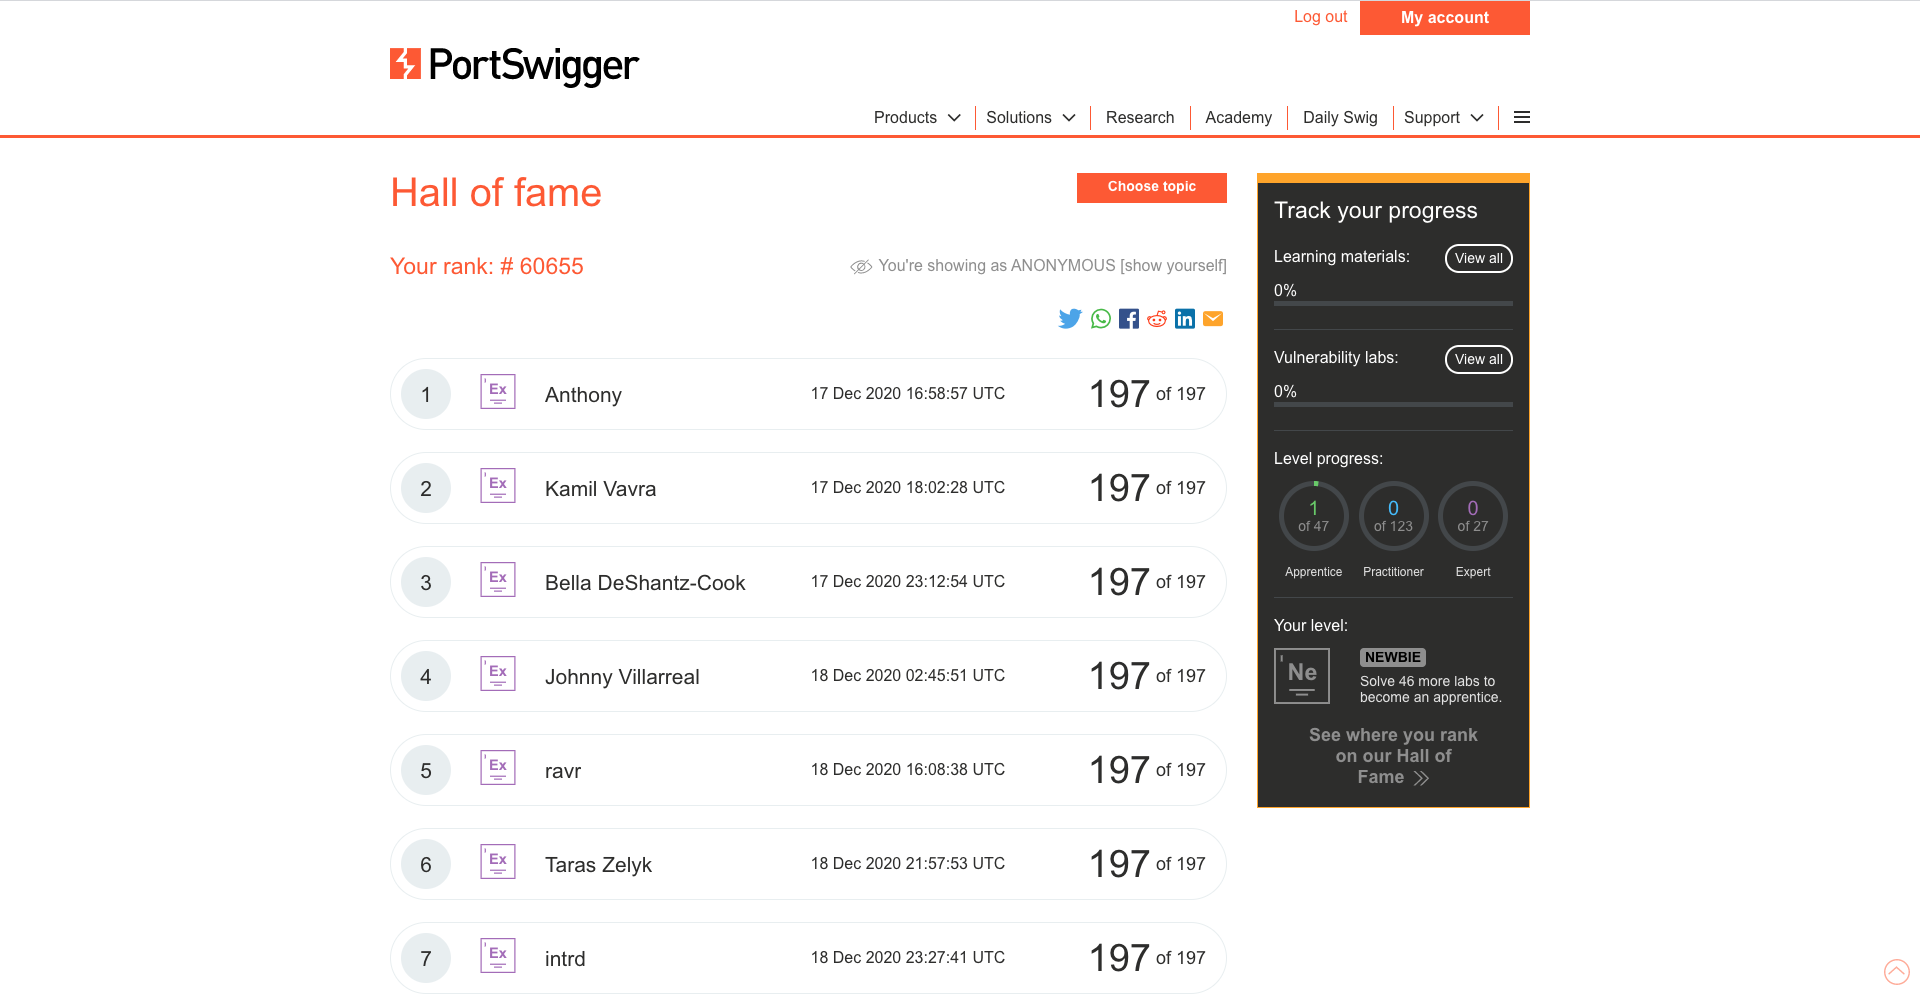 Log out
My account
PortSwigger
Products
Solutions
Research
Academy
Daily Swig
Support
Hall of fame
Choose topic
Your rank: # 60655
You're showing as ANONYMOUS [show yourself]
1 Ex Anthony 17 Dec 2020 16:58:57 UTC 197 of 197
2 Ex Kamil Vavra 17 Dec 2020 18:02:28 UTC 197 of 197
3 Ex Bella DeShantz-Cook 17 Dec 2020 23:12:54 UTC 197 of 197
4 Ex Johnny Villarreal 18 Dec 2020 02:45:51 UTC 197 of 197
5 Ex ravr 18 Dec 2020 16:08:38 UTC 197 of 197
6 Ex Taras Zelyk 18 Dec 2020 21:57:53 UTC 197 of 197
7 Ex intrd 18 Dec 2020 23:27:41 UTC 197 of 197
Track your progress
Learning materials: View all
0%
Vulnerability labs: View all
0%
Level progress:
1 0 0
of 47 of 123 of 27
Apprentice Practitioner Expert
Your level:
Ne
NEWBIE
Solve 46 more labs to
become an apprentice.
See where you rank
on our Hall of
Fame